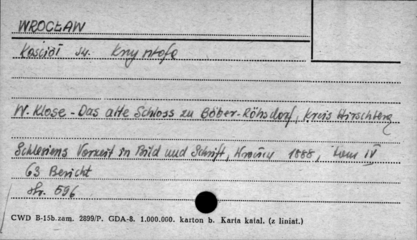 WROCŁAW
Kościół św. Krzysztofa
W. Klose - Das alte Schloss zu Bober-Röhrsdorf, Kreis Hirschberg
Schlesiens Vorzeit in Bild und Schrift, 1888, tom IV
63 Bericht
str. 596
CWD B-15b.zam. 2899/P. GDA-8. 1.000.000. karton b. Karta katal. (z liniat.)